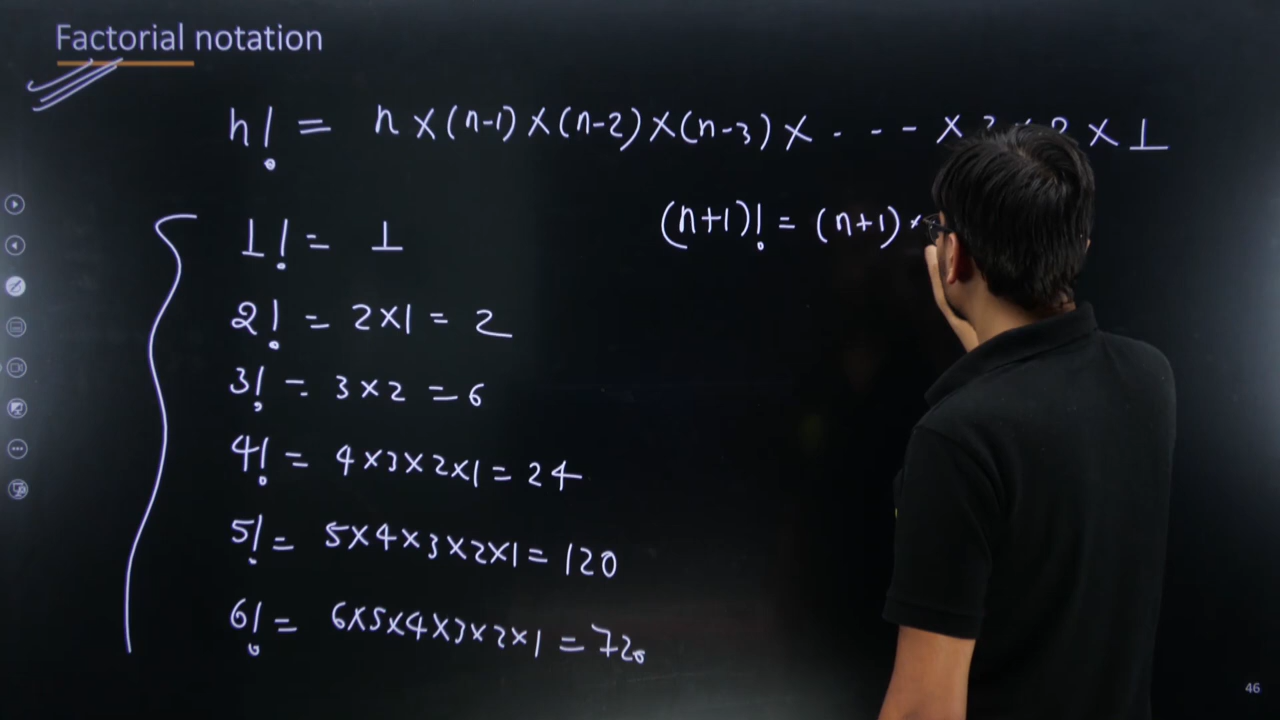 Factorial notation
n! = n × (n-1) × (n-2) × (n-3) × - - - × × 1
(n+1)! = (n+1) ×
1! = 1
2! = 2×1 = 2
3! = 3 × 2 = 6
4! = 4×3×2×1 = 24
5! = 5×4×3×2×1 = 120
6! = 6×5×4×3×2×1 = 720
46